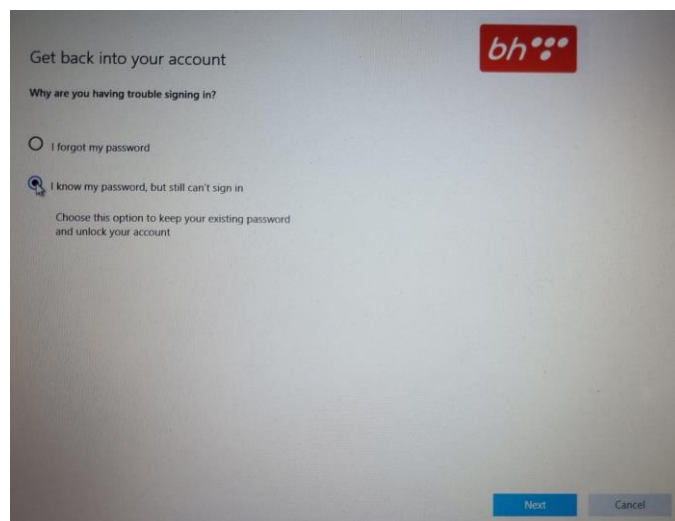 bh
Get back into your account
Why are you having trouble signing in?
I forgot my password
I know my password, but still can't sign in
Choose this option to keep your existing password
and unlock your account
Next
Cancel